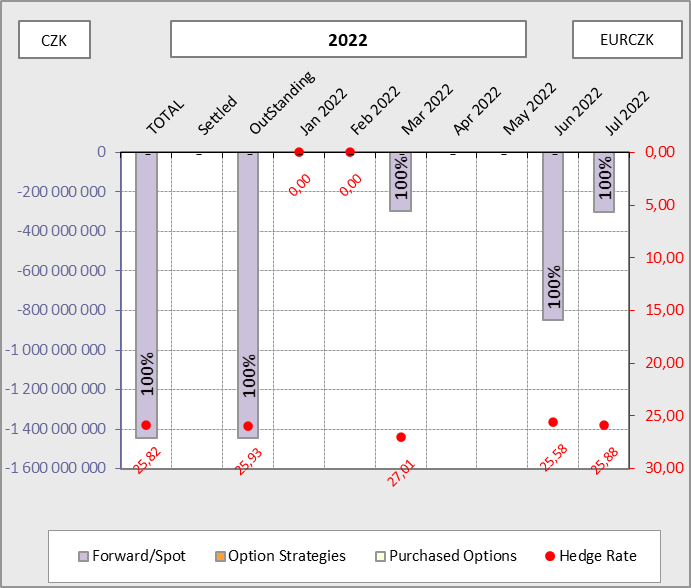 CZK
2022
EURCZK
TOTAL
Settled
OutStanding
Jan 2022
Feb 2022
Mar 2022
Apr 2022
May 2022
Jun 2022
Jul 2022
0
-200 000 000
-400 000 000
-600 000 000
-800 000 000
-1 000 000 000
-1 200 000 000
-1 400 000 000
-1 600 000 000
100%
100%
100%
100%
100%
25,82
25,93
0,00
0,00
27,01
25,58
25,88
0,00
5,00
10,00
15,00
20,00
25,00
30,00
Forward/Spot
Option Strategies
Purchased Options
Hedge Rate